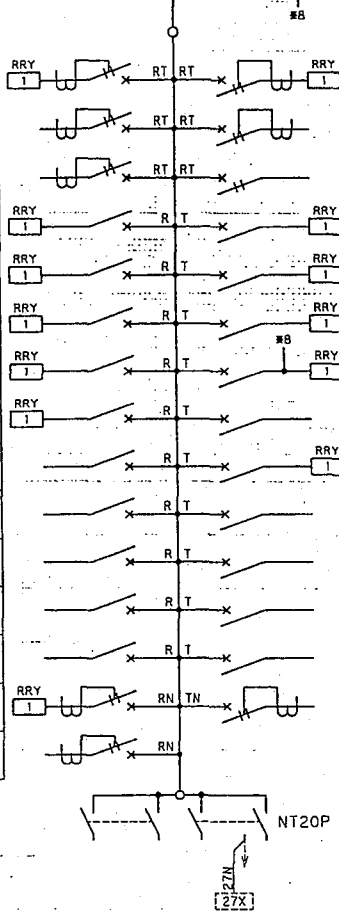 ※8
RRY 1 RT RT RRY 1
RT RT
RT RT
RRY 1 R T RRY 1
RRY 1 R T RRY 1
RRY 1 R T RRY 1
※8
RRY 1 R T RRY 1
RRY 1 R T
R T RRY 1
R T
R T
R T
R T
RRY 1 RN TN
RN
NT20P
27N
27X